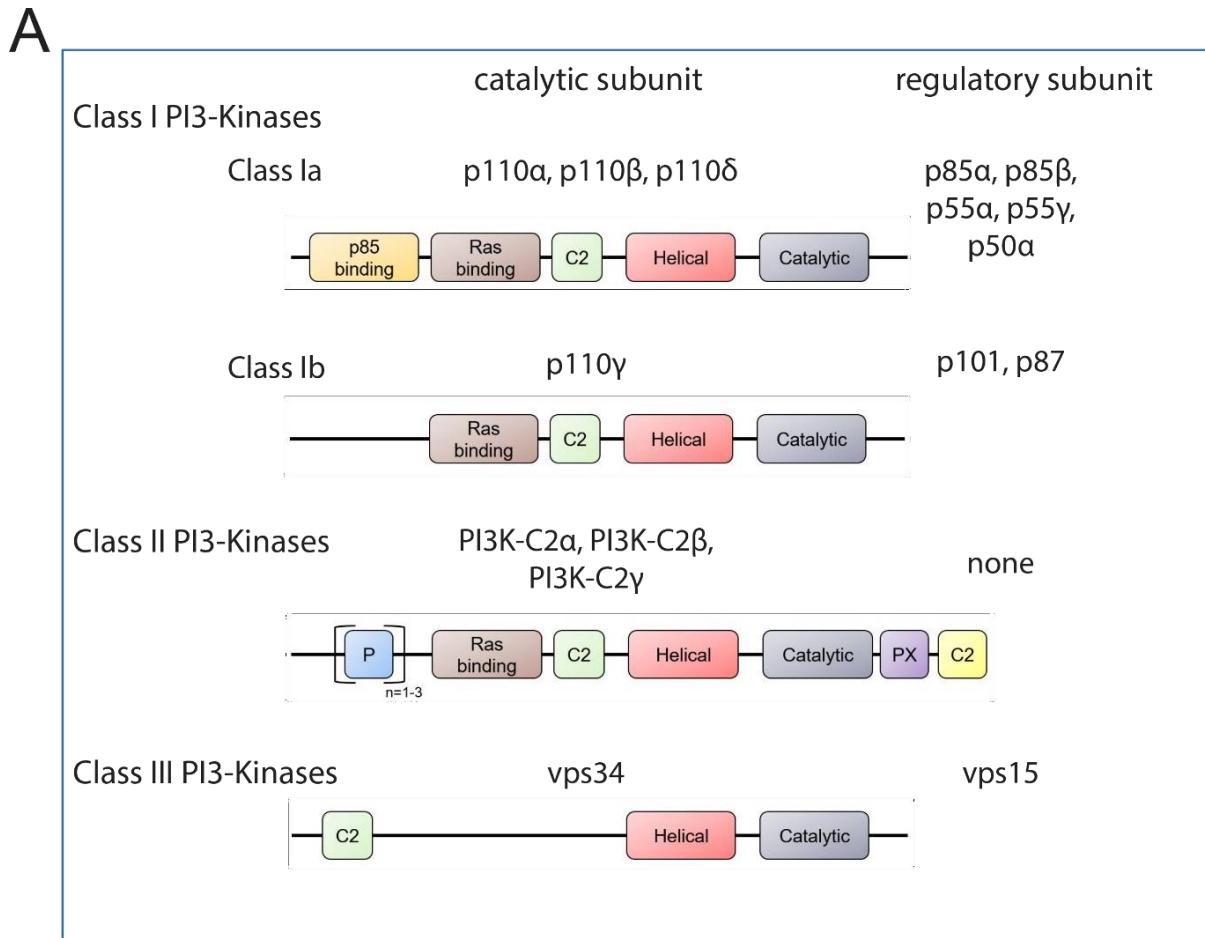 A
catalytic subunit
regulatory subunit
Class I PI3-Kinases
Class Ia
p110α, p110β, p110δ
p85α, p85β,
p55α, p55γ,
p50α
p85
binding
Ras
binding
C2
Helical
Catalytic
Class Ib
p110γ
p101, p87
Ras
binding
C2
Helical
Catalytic
Class II PI3-Kinases
PI3K-C2α, PI3K-C2β,
PI3K-C2γ
none
P
n=1-3
Ras
binding
C2
Helical
Catalytic
PX
C2
Class III PI3-Kinases
vps34
vps15
C2
Helical
Catalytic